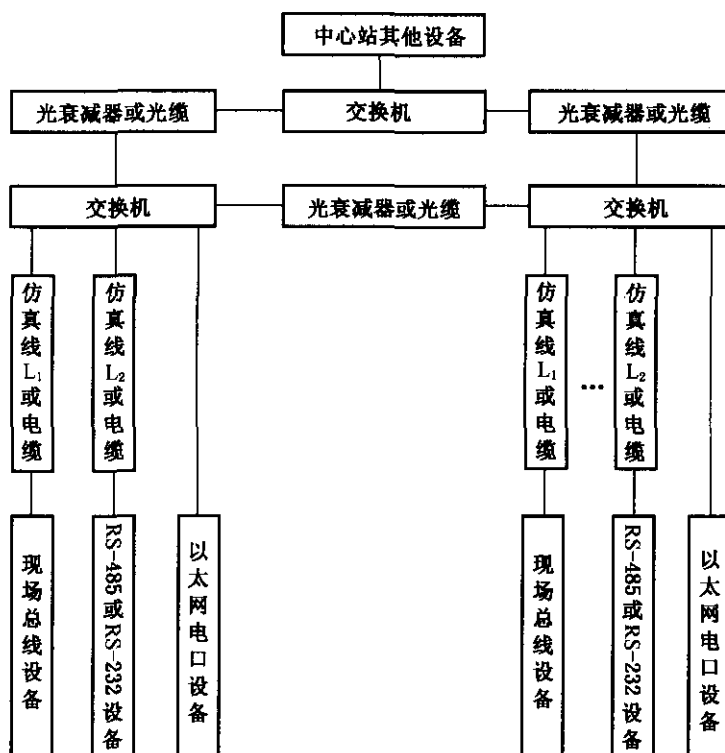 中心站其他设备
光衰减器或光缆
交换机
光衰减器或光缆
交换机
光衰减器或光缆
交换机
仿真线L₁或电缆
仿真线L₂或电缆
仿真线L₁或电缆
…
仿真线L₂或电缆
现场总线设备
RS-485或RS-232设备
以太网电口设备
现场总线设备
RS-485或RS-232设备
以太网电口设备